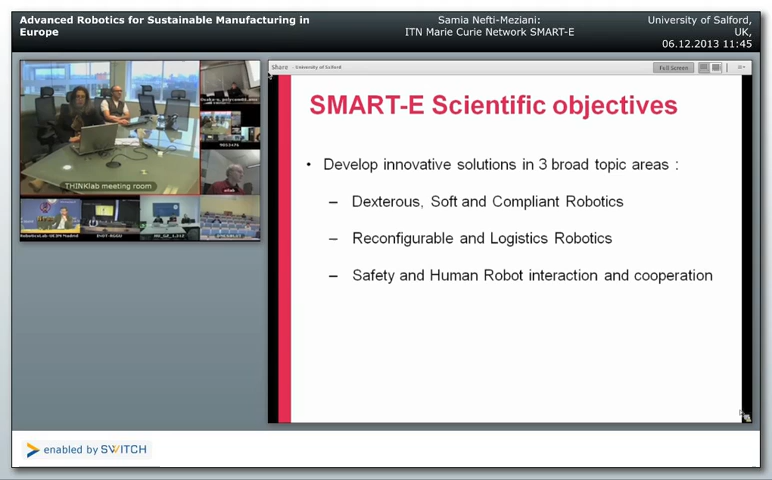 Advanced Robotics for Sustainable Manufacturing in
Europe
Samia Nefti-Meziani:
ITN Marie Curie Network SMART-E
University of Salford,
UK,
06.12.2013 11:45
Share
University of Salford
Full Screen
THINKlab meeting room
SMART-E Scientific objectives
• Develop innovative solutions in 3 broad topic areas :
– Dexterous, Soft and Compliant Robotics
– Reconfigurable and Logistics Robotics
– Safety and Human Robot interaction and cooperation
enabled by SWITCH